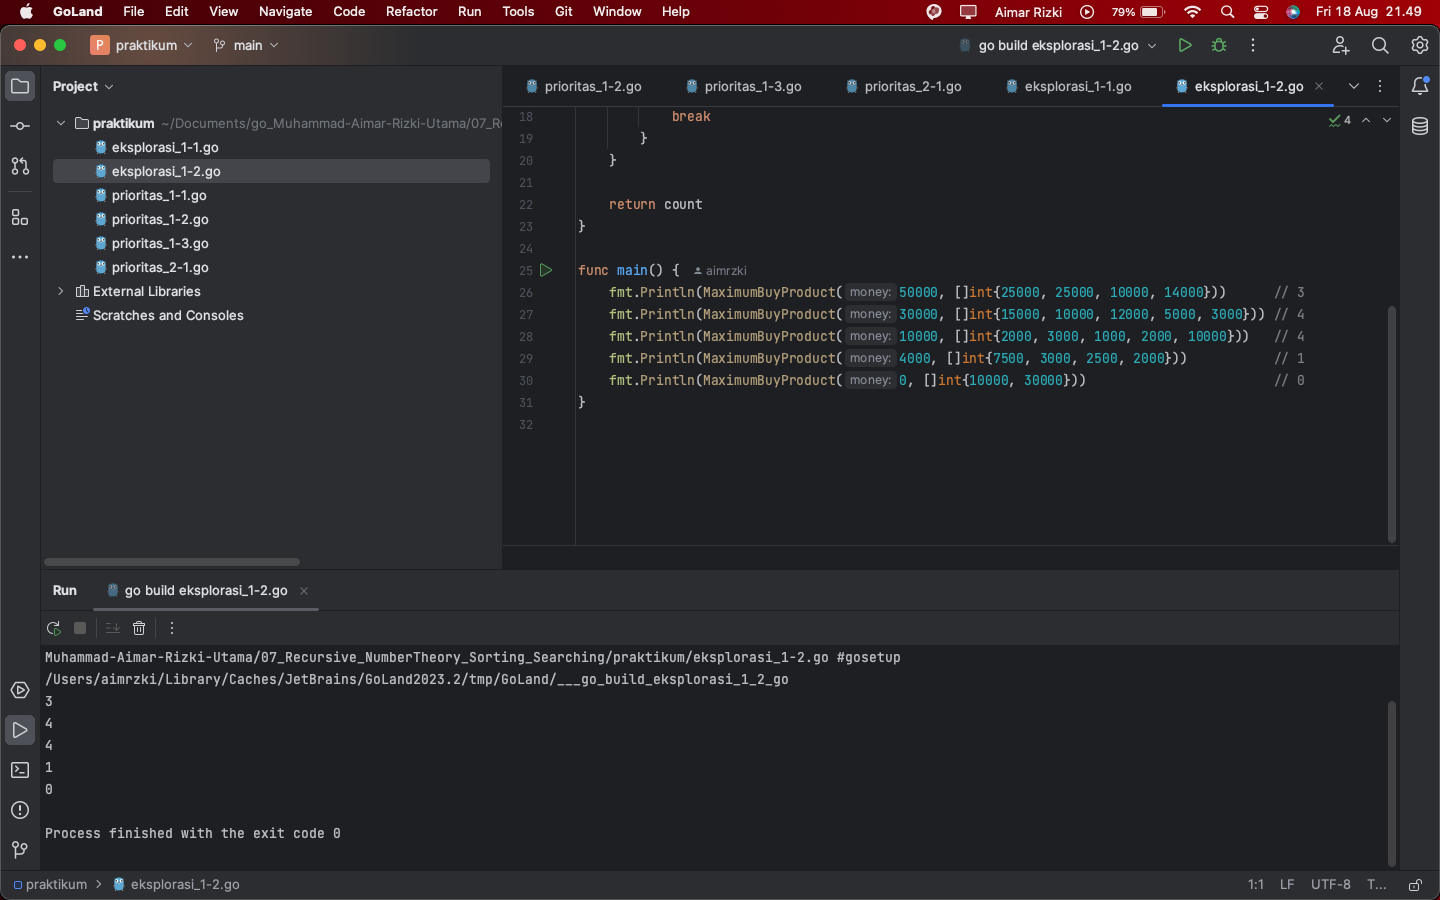 GoLand File Edit View Navigate Code Refactor Run Tools Git Window Help Aimar Rizki 79% Fri 18 Aug 21.49
P praktikum main go build eksplorasi_1-2.go
Project prioritas_1-2.go prioritas_1-3.go prioritas_2-1.go eksplorasi_1-1.go eksplorasi_1-2.go
praktikum ~/Documents/go_Muhammad-Aimar-Rizki-Utama/07_R
eksplorasi_1-1.go
eksplorasi_1-2.go
prioritas_1-1.go
prioritas_1-2.go
prioritas_1-3.go
prioritas_2-1.go
External Libraries
Scratches and Consoles
4
18 break
19 }
20 }
21
22 return count
23 }
24
25 func main() { aimrzki
26 fmt.Println(MaximumBuyProduct( money: 50000, []int{25000, 25000, 10000, 14000})) // 3
27 fmt.Println(MaximumBuyProduct( money: 30000, []int{15000, 10000, 12000, 5000, 3000})) // 4
28 fmt.Println(MaximumBuyProduct( money: 10000, []int{2000, 3000, 1000, 2000, 10000})) // 4
29 fmt.Println(MaximumBuyProduct( money: 4000, []int{7500, 3000, 2500, 2000})) // 1
30 fmt.Println(MaximumBuyProduct( money: 0, []int{10000, 30000})) // 0
31 }
32
Run go build eksplorasi_1-2.go
Muhammad-Aimar-Rizki-Utama/07_Recursive_NumberTheory_Sorting_Searching/praktikum/eksplorasi_1-2.go #gosetup
/Users/aimrzki/Library/Caches/JetBrains/GoLand2023.2/tmp/GoLand/___go_build_eksplorasi_1_2_go
3
4
4
1
0
Process finished with the exit code 0
praktikum eksplorasi_1-2.go 1:1 LF UTF-8 T...